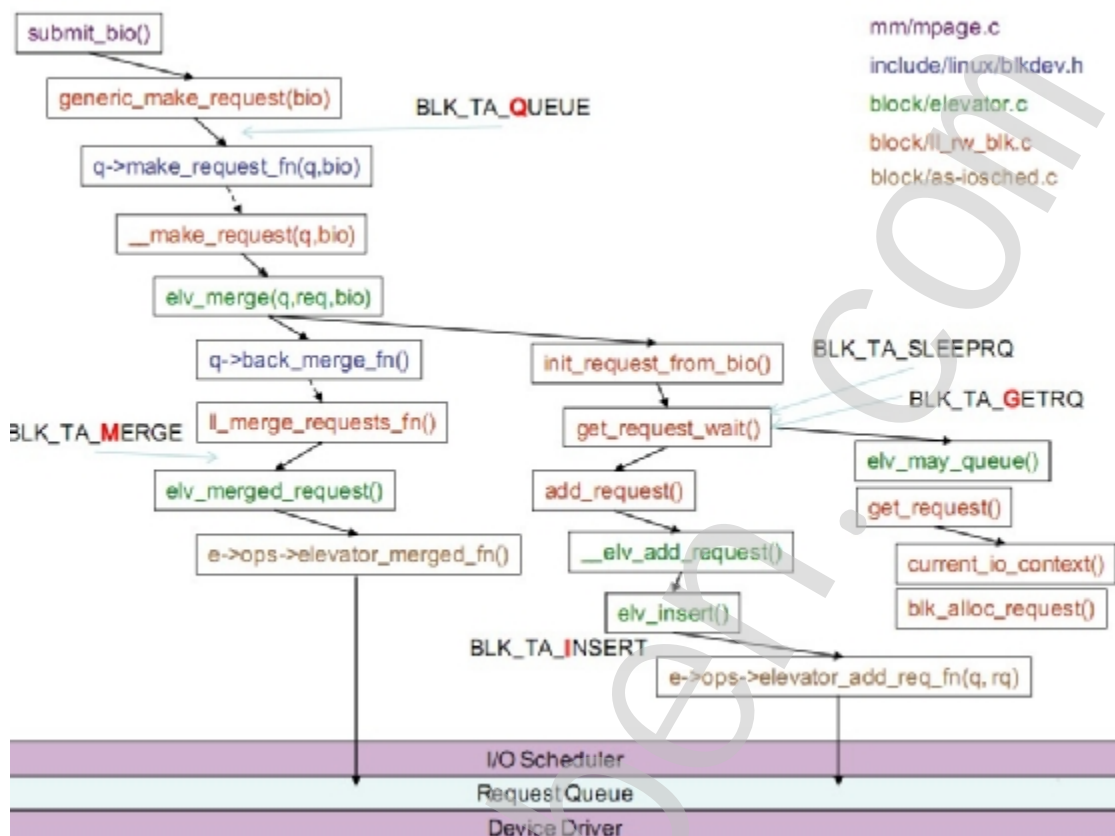 submit_bio()
mm/mpage.c
include/linux/blkdev.h
generic_make_request(bio)
BLK_TA_QUEUE
block/elevator.c
block/ll_rw_blk.c
q->make_request_fn(q,bio)
block/as-iosched.c
__make_request(q,bio)
elv_merge(q,req,bio)
q->back_merge_fn()
init_request_from_bio()
BLK_TA_SLEEPRQ
BLK_TA_GETRQ
ll_merge_requests_fn()
get_request_wait()
BLK_TA_MERGE
elv_may_queue()
elv_merged_request()
add_request()
get_request()
e->ops->elevator_merged_fn()
__elv_add_request()
current_io_context()
blk_alloc_request()
elv_insert()
BLK_TA_INSERT
e->ops->elevator_add_req_fn(q, rq)
I/O Scheduler
Request Queue
Device Driver